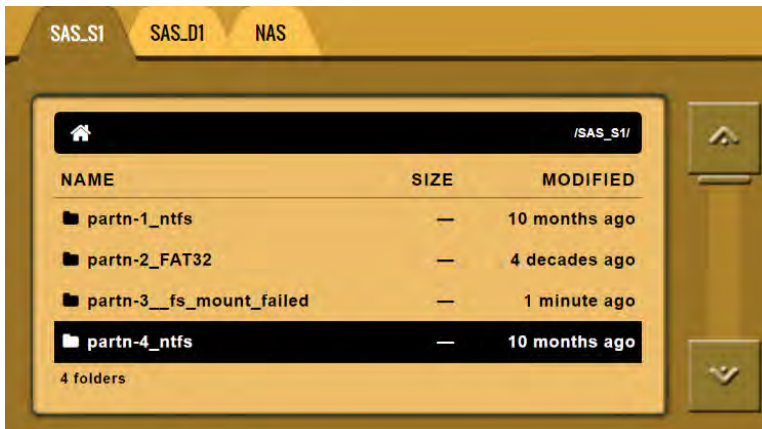 SAS_S1 SAS_D1 NAS
/SAS_S1/
NAME SIZE MODIFIED
partn-1_ntfs — 10 months ago
partn-2_FAT32 — 4 decades ago
partn-3__fs_mount_failed — 1 minute ago
partn-4_ntfs — 10 months ago
4 folders